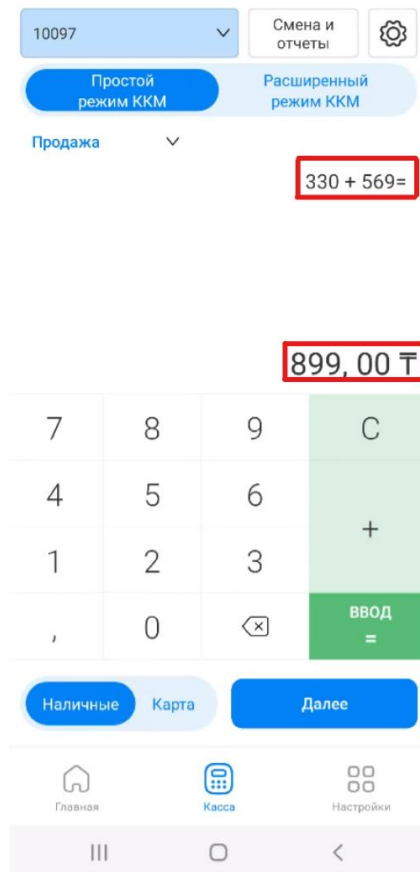 10097
Смена и
отчеты
Простой
режим ККМ
Расширенный
режим ККМ
Продажа
330 + 569=
899, 00 ₸
7 8 9 C
4 5 6
+
1 2 3
, 0
ВВОД
=
Наличные Карта Далее
Главная Касса Настройки